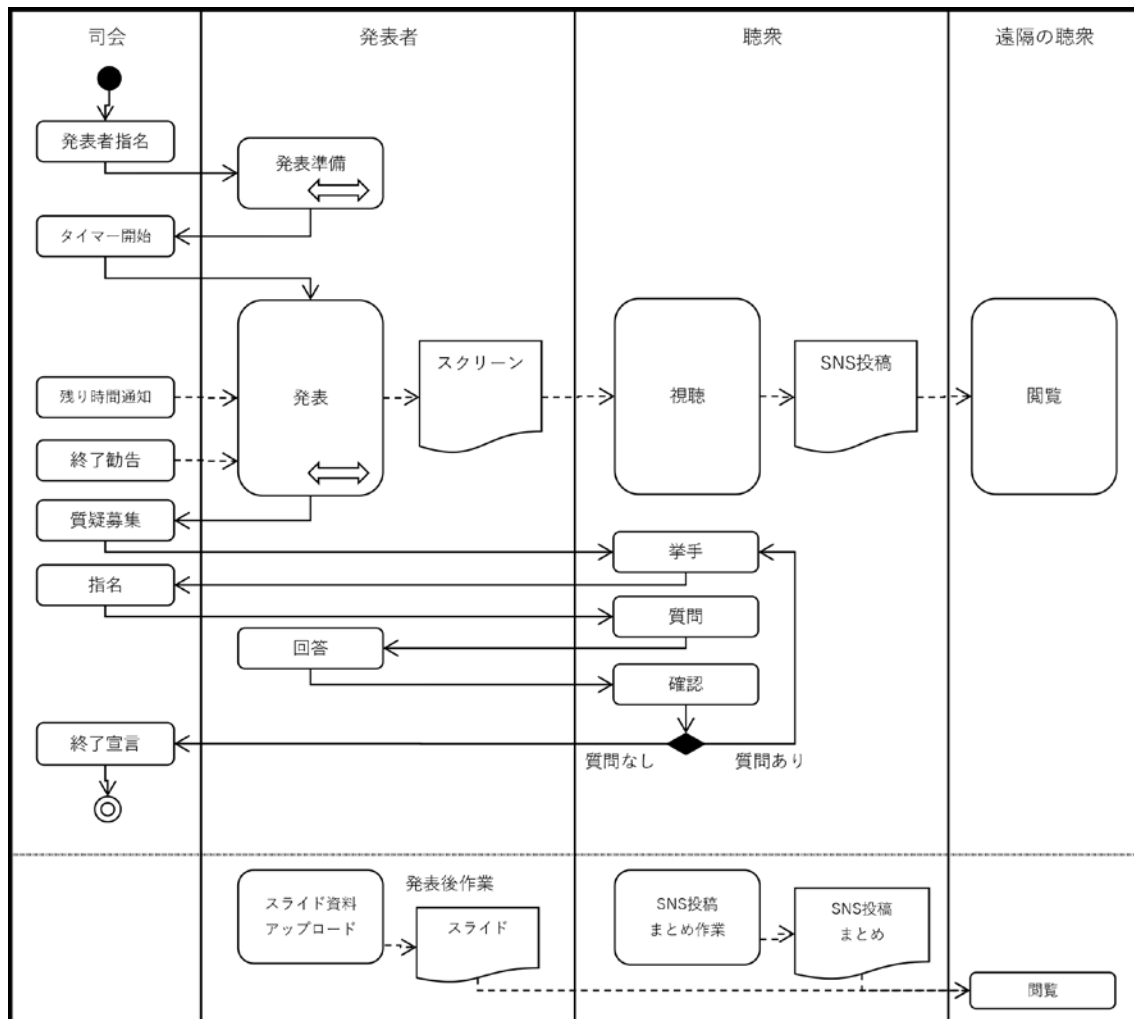 司会
発表者
聴衆
遠隔の聴衆
発表者指名
発表準備
タイマー開始
スクリーン
SNS投稿
残り時間通知
発表
視聴
閲覧
終了勧告
質疑募集
挙手
指名
質問
回答
確認
終了宣言
質問なし
質問あり
発表後作業
スライド資料
アップロード
スライド
SNS投稿
まとめ作業
SNS投稿
まとめ
閲覧